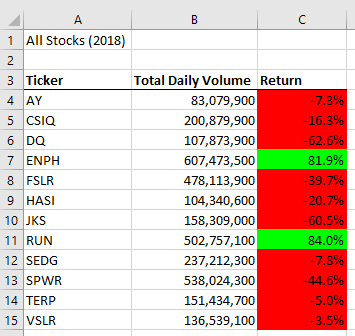 A B C
1 All Stocks (2018)
2
3 Ticker Total Daily Volume Return
4 AY 83,079,900 -7.3%
5 CSIQ 200,879,900 -16.3%
6 DQ 107,873,900 -62.6%
7 ENPH 607,473,500 81.9%
8 FSLR 478,113,900 -39.7%
9 HASI 104,340,600 -20.7%
10 JKS 158,309,000 -60.5%
11 RUN 502,757,100 84.0%
12 SEDG 237,212,300 -7.8%
13 SPWR 538,024,300 -44.6%
14 TERP 151,434,700 -5.0%
15 VSLR 136,539,100 -3.5%